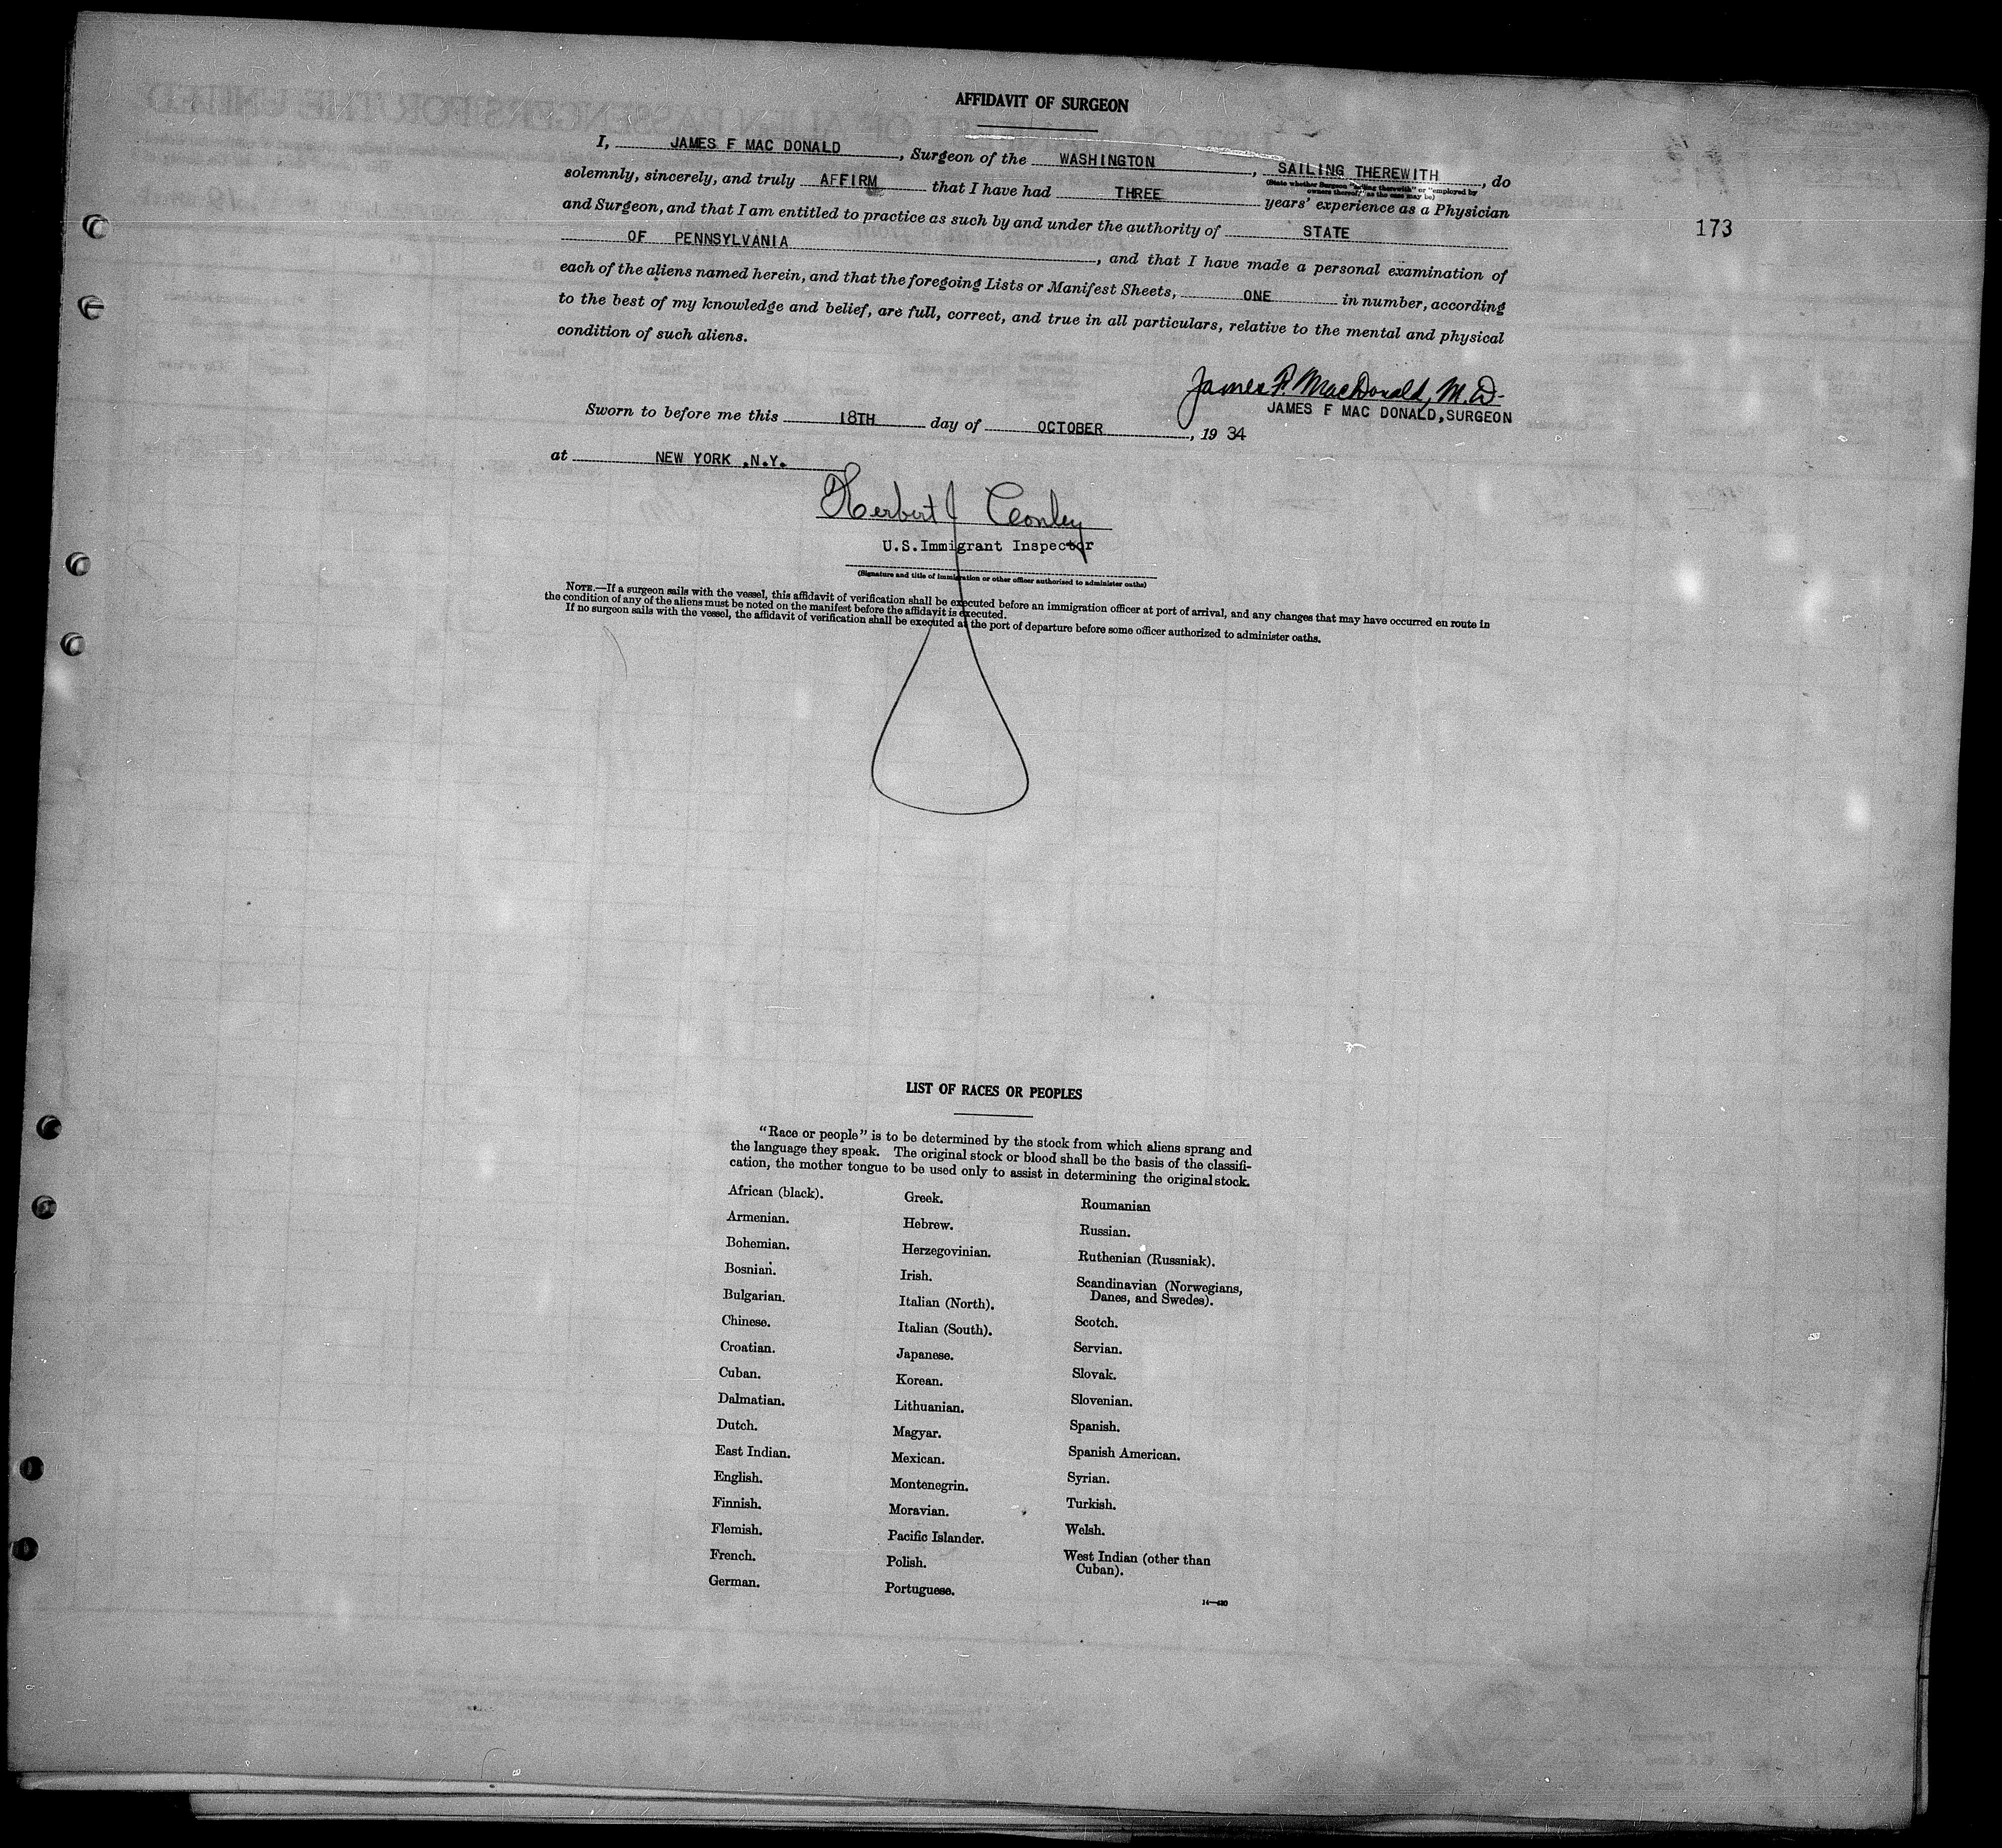 AFFIDAVIT OF SURGEON
I, JAMES F MAC DONALD, Surgeon of the WASHINGTON, SAILING THEREWITH, do
(State whether Surgeon "sailing therewith" or "employed by owners thereof," as the case may be)
solemnly, sincerely, and truly AFFIRM that I have had THREE years' experience as a Physician
and Surgeon, and that I am entitled to practice as such by and under the authority of STATE
OF PENNSYLVANIA, and that I have made a personal examination of
each of the aliens named herein, and that the foregoing Lists or Manifest Sheets, ONE in number, according
to the best of my knowledge and belief, are full, correct, and true in all particulars, relative to the mental and physical
condition of such aliens.
173
James F. MacDonald, M.D.
JAMES F MAC DONALD, SURGEON
Sworn to before me this 18TH day of OCTOBER, 19 34
at NEW YORK ,N.Y.
Herbert J Conley
U.S. Immigrant Inspector
(Signature and title of immigration or other officer authorized to administer oaths)
NOTE.—If a surgeon sails with the vessel, this affidavit of verification shall be executed before an immigration officer at port of arrival, and any changes that may have occurred en route in
the condition of any of the aliens must be noted on the manifest before the affidavit is executed.
If no surgeon sails with the vessel, the affidavit of verification shall be executed at the port of departure before some officer authorized to administer oaths.
LIST OF RACES OR PEOPLES
"Race or people" is to be determined by the stock from which aliens sprang and
the language they speak. The original stock or blood shall be the basis of the classifi-
cation, the mother tongue to be used only to assist in determining the original stock.
African (black).
Armenian.
Bohemian.
Bosnian.
Bulgarian.
Chinese.
Croatian.
Cuban.
Dalmatian.
Dutch.
East Indian.
English.
Finnish.
Flemish.
French.
German.
Greek.
Hebrew.
Herzegovinian.
Irish.
Italian (North).
Italian (South).
Japanese.
Korean.
Lithuanian.
Magyar.
Mexican.
Montenegrin.
Moravian.
Pacific Islander.
Polish.
Portuguese.
Roumanian
Russian.
Ruthenian (Russniak).
Scandinavian (Norwegians,
Danes, and Swedes).
Scotch.
Servian.
Slovak.
Slovenian.
Spanish.
Spanish American.
Syrian.
Turkish.
Welsh.
West Indian (other than
Cuban).
14—430